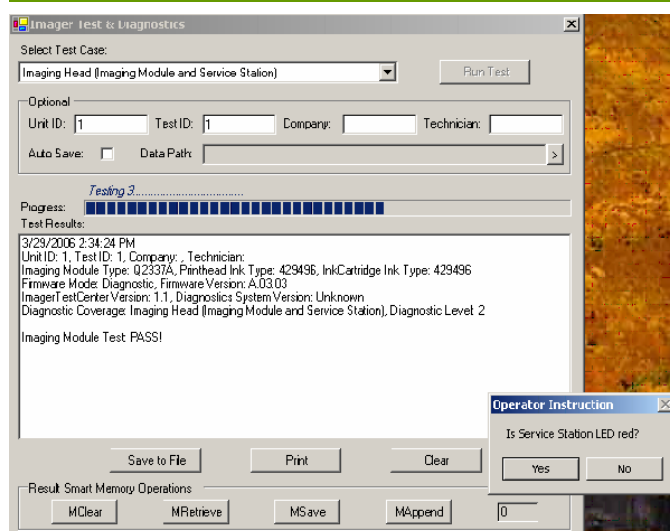 Imager Test & Diagnostics
Select Test Case:
Imaging Head (Imaging Module and Service Station)
Run Test
Optional
Unit ID: 1 Test ID: 1 Company: Technician:
Auto Save: Data Path: >
Testing 3....................................
Progress:
Test Results:
3/29/2006 2:34:24 PM
Unit ID: 1, Test ID: 1, Company: , Technician:
Imaging Module Type: Q2337A, Printhead Ink Type: 429496, InkCartridge Ink Type: 429496
Firmware Mode: Diagnostic, Firmware Version: A.03.03
ImagerTestCenter Version: 1.1, Diagnostics System Version: Unknown
Diagnostic Coverage: Imaging Head (Imaging Module and Service Station), Diagnostic Level: 2
Imaging Module Test: PASS!
Operator Instruction
Is Service Station LED red?
Yes No
Save to File Print Clear
Result Smart Memory Operations
MClear MRetrieve MSave MAppend 0